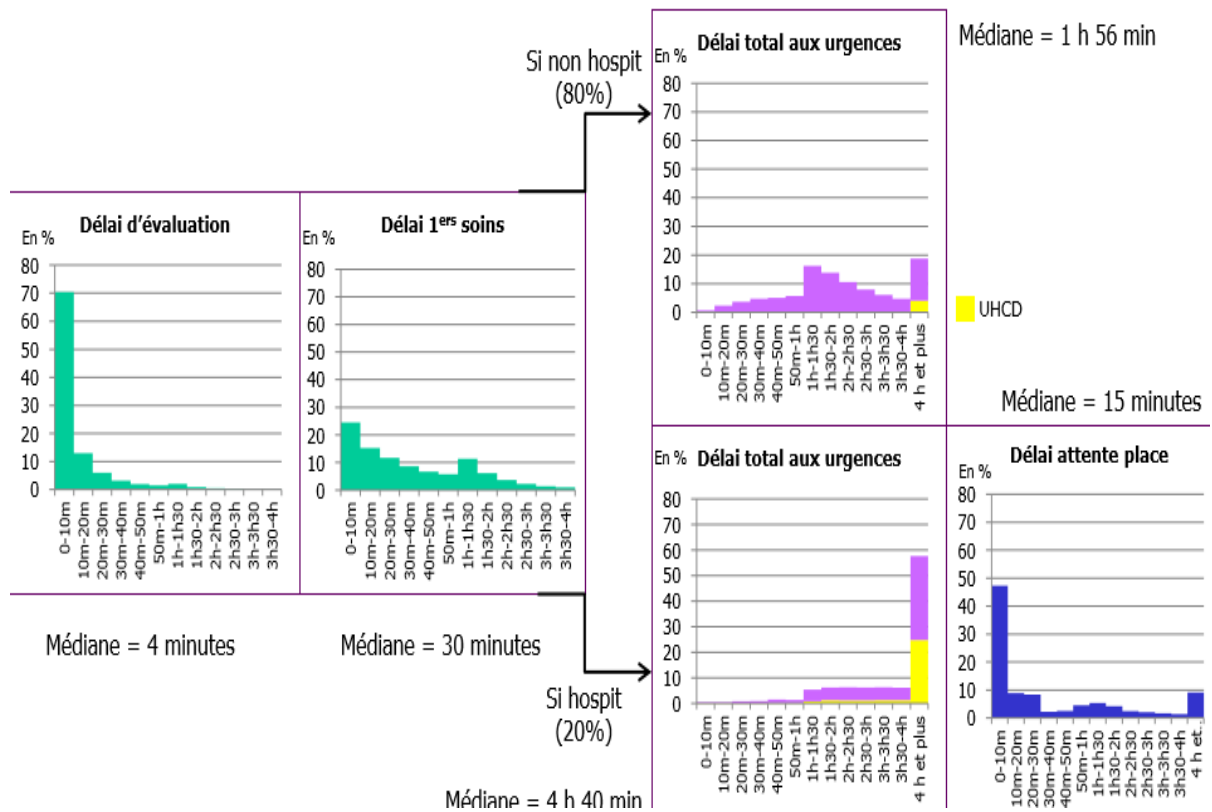 Délai total aux urgences
Médiane = 1 h 56 min
Si non hospit
(80%)
En %
80
70
60
50
40
30
20
10
0
0-10m
10m-20m
20m-30m
30m-40m
40m-50m
50m-1h
1h-1h30
1h30-2h
2h-2h30
2h30-3h
3h-3h30
3h30-4h
4 h et plus
UHCD
Délai d'évaluation
En %
80
70
60
50
40
30
20
10
0
0-10m
10m-20m
20m-30m
30m-40m
40m-50m
50m-1h
1h-1h30
1h30-2h
2h-2h30
2h30-3h
3h-3h30
3h30-4h
Médiane = 4 minutes
Délai 1ers soins
En %
80
70
60
50
40
30
20
10
0
0-10m
10m-20m
20m-30m
30m-40m
40m-50m
50m-1h
1h-1h30
1h30-2h
2h-2h30
2h30-3h
3h-3h30
3h30-4h
Médiane = 30 minutes
Si hospit
(20%)
Médiane = 4 h 40 min
Délai total aux urgences
En %
80
70
60
50
40
30
20
10
0
0-10m
10m-20m
20m-30m
30m-40m
40m-50m
50m-1h
1h-1h30
1h30-2h
2h-2h30
2h30-3h
3h-3h30
3h30-4h
4 h et plus
Médiane = 15 minutes
Délai attente place
En %
80
70
60
50
40
30
20
10
0
0-10m
10m-20m
20m-30m
30m-40m
40m-50m
50m-1h
1h-1h30
1h30-2h
2h-2h30
2h30-3h
3h-3h30
3h30-4h
4 h et.